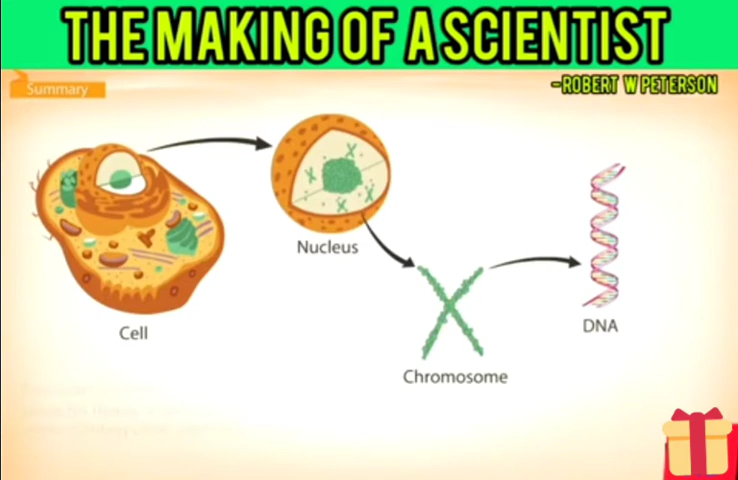 THE MAKING OF A SCIENTIST
-ROBERT W PETERSON
Summary
Nucleus
Cell
DNA
Chromosome